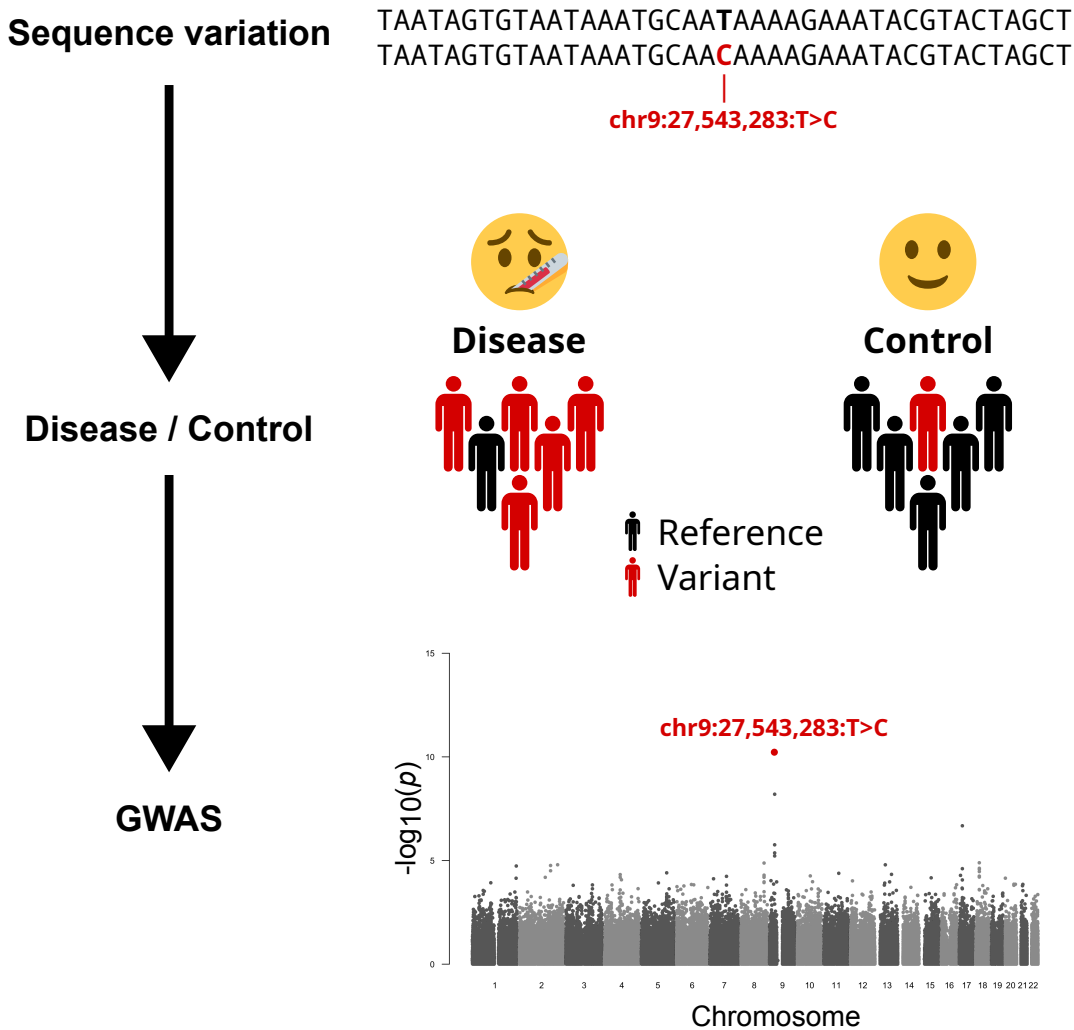 Sequence variation
TAATAGTGTAATAAATGCAATAAAAGAAATACGTACTAGCT
TAATAGTGTAATAAATGCAACAAAAGAAATACGTACTAGCT
chr9:27,543,283:T>C
Disease
Control
Disease / Control
Reference
Variant
GWAS
chr9:27,543,283:T>C
-log10(p)
15
10
5
0
1 2 3 4 5 6 7 8 9 10 11 12 13 14 15 16 17 18 19 20 21 22
Chromosome